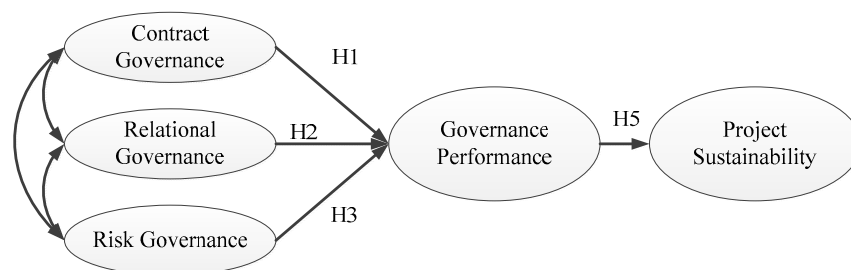 Contract
Governance
H1
Relational
Governance
H2
Governance
Performance
H5
Project
Sustainability
Risk Governance
H3